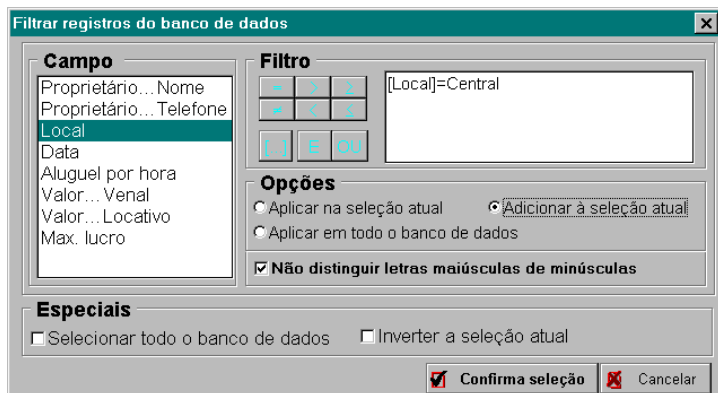 Filtrar registros do banco de dados
Campo
Proprietário...Nome
Proprietário...Telefone
Local
Data
Aluguel por hora
Valor...Venal
Valor...Locativo
Max. lucro
Filtro
= > ≥
≠ < ≤
[...] E OU
[Local]=Central
Opções
Aplicar na seleção atual
Adicionar à seleção atual
Aplicar em todo o banco de dados
Não distinguir letras maiúsculas de minúsculas
Especiais
Selecionar todo o banco de dados
Inverter a seleção atual
Confirma seleção
Cancelar